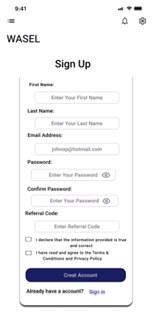 9:41
WASEL
Sign Up
First Name:
Enter Your First Name
Last Name:
Enter Your Last Name
Email Address:
johnop@hotmail.com
Password:
Enter Your Password
Confirm Password:
Enter Your Password
Referral Code:
Enter Referral Code
I declare that the information provided is true
and correct
I have read and agree to the Terms &
Conditions and Privacy Policy
Creat Account
Already have a account? Sign in